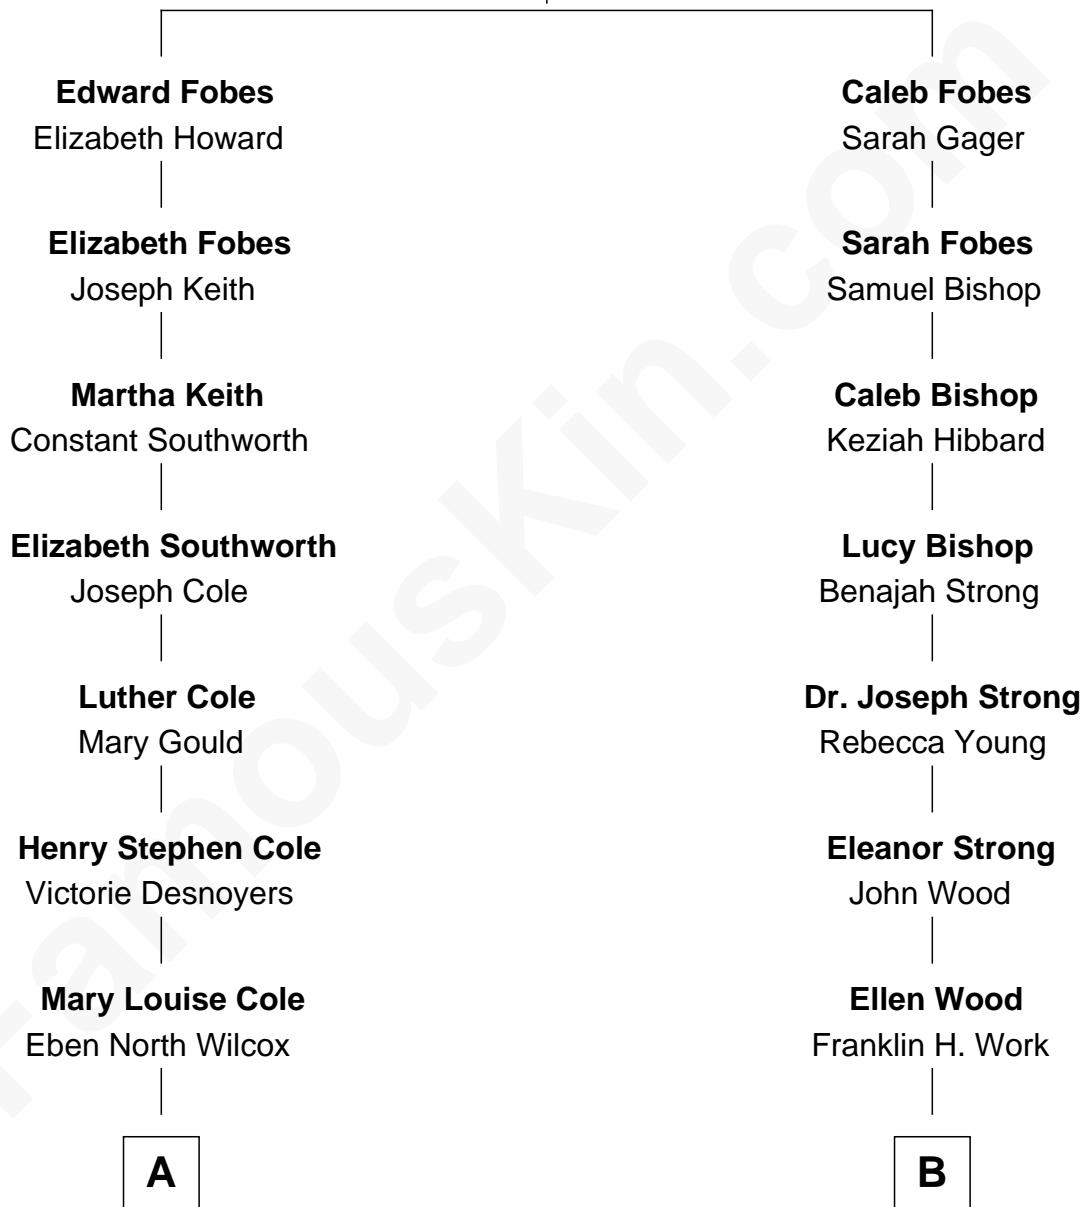 Edward Fobes
Elizabeth Howard
Caleb Fobes
Sarah Gager
Elizabeth Fobes
Joseph Keith
Sarah Fobes
Samuel Bishop
Martha Keith
Constant Southworth
Caleb Bishop
Keziah Hibbard
Elizabeth Southworth
Joseph Cole
Lucy Bishop
Benajah Strong
Luther Cole
Mary Gould
Dr. Joseph Strong
Rebecca Young
Henry Stephen Cole
Victorie Desnoyers
Eleanor Strong
John Wood
Mary Louise Cole
Eben North Wilcox
Ellen Wood
Franklin H. Work
A
B
FamousKin.com